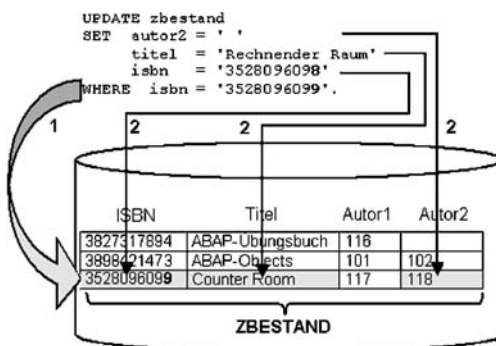 UPDATE zbestand
SET autor2 = ' '
titel = 'Rechnender Raum'
isbn = '3528096098'
WHERE isbn = '3528096099'.
1
2
2
2
ISBN Titel Autor1 Autor2
3827317894 ABAP-Übungsbuch 116
3898421473 ABAP-Objects 101 102
3528096099 Counter Room 117 118
ZBESTAND